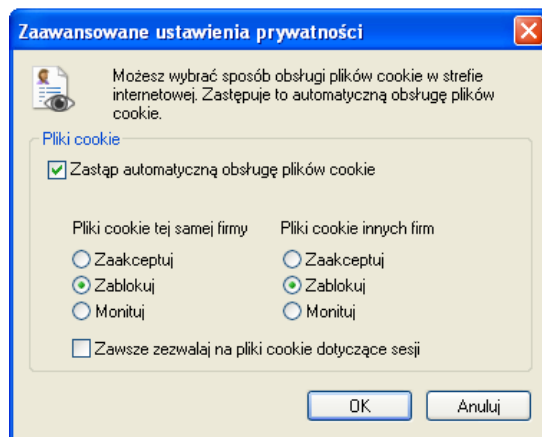 Zaawansowane ustawienia prywatności
Możesz wybrać sposób obsługi plików cookie w strefie
internetowej. Zastępuje to automatyczną obsługę plików
cookie.
Pliki cookie
Zastąp automatyczną obsługę plików cookie
Pliki cookie tej samej firmy Pliki cookie innych firm
Zaakceptuj Zaakceptuj
Zablokuj Zablokuj
Monituj Monituj
Zawsze zezwalaj na pliki cookie dotyczące sesji
OK Anuluj